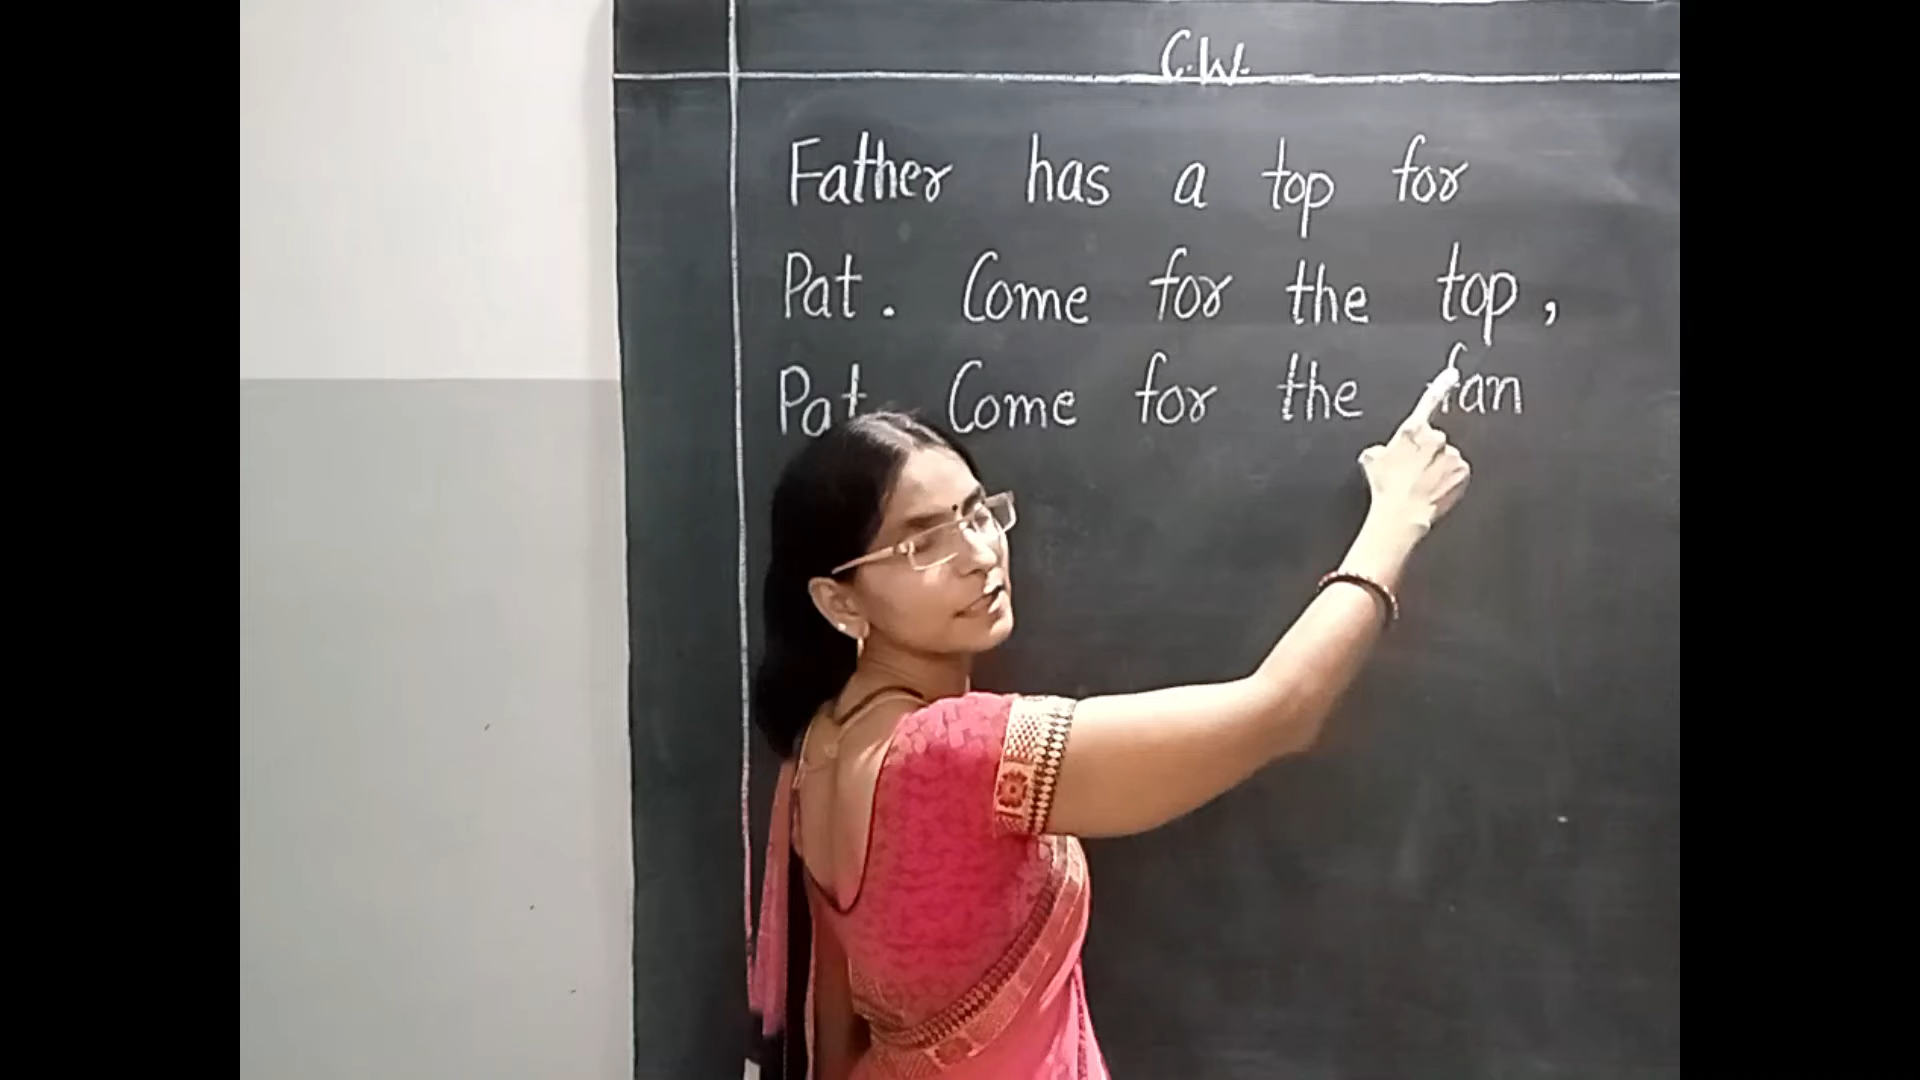 C.W.
Father has a top for
Pat. Come for the top,
Pat. Come for the fan